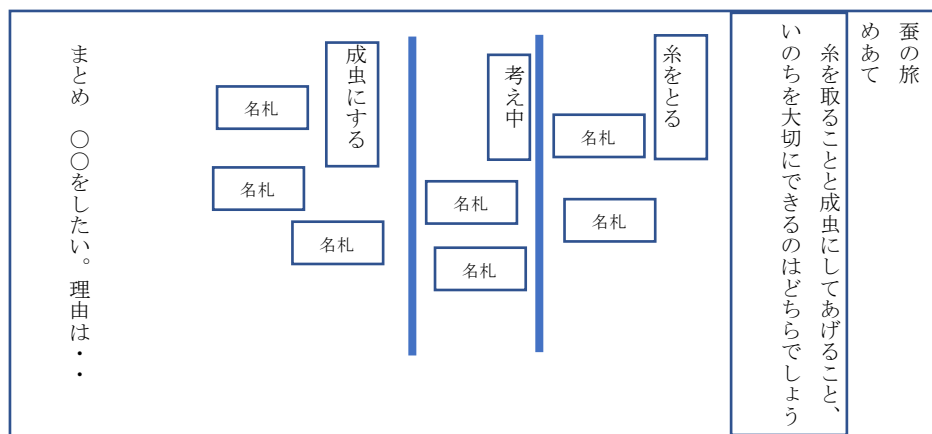 蚕の旅
めあて
糸を取ることと成虫にしてあげること、
いのちを大切にできるのはどちらでしょう
糸をとる
名札
名札
考え中
名札
名札
成虫にする
名札
名札
名札
まとめ　〇〇をしたい。理由は・・